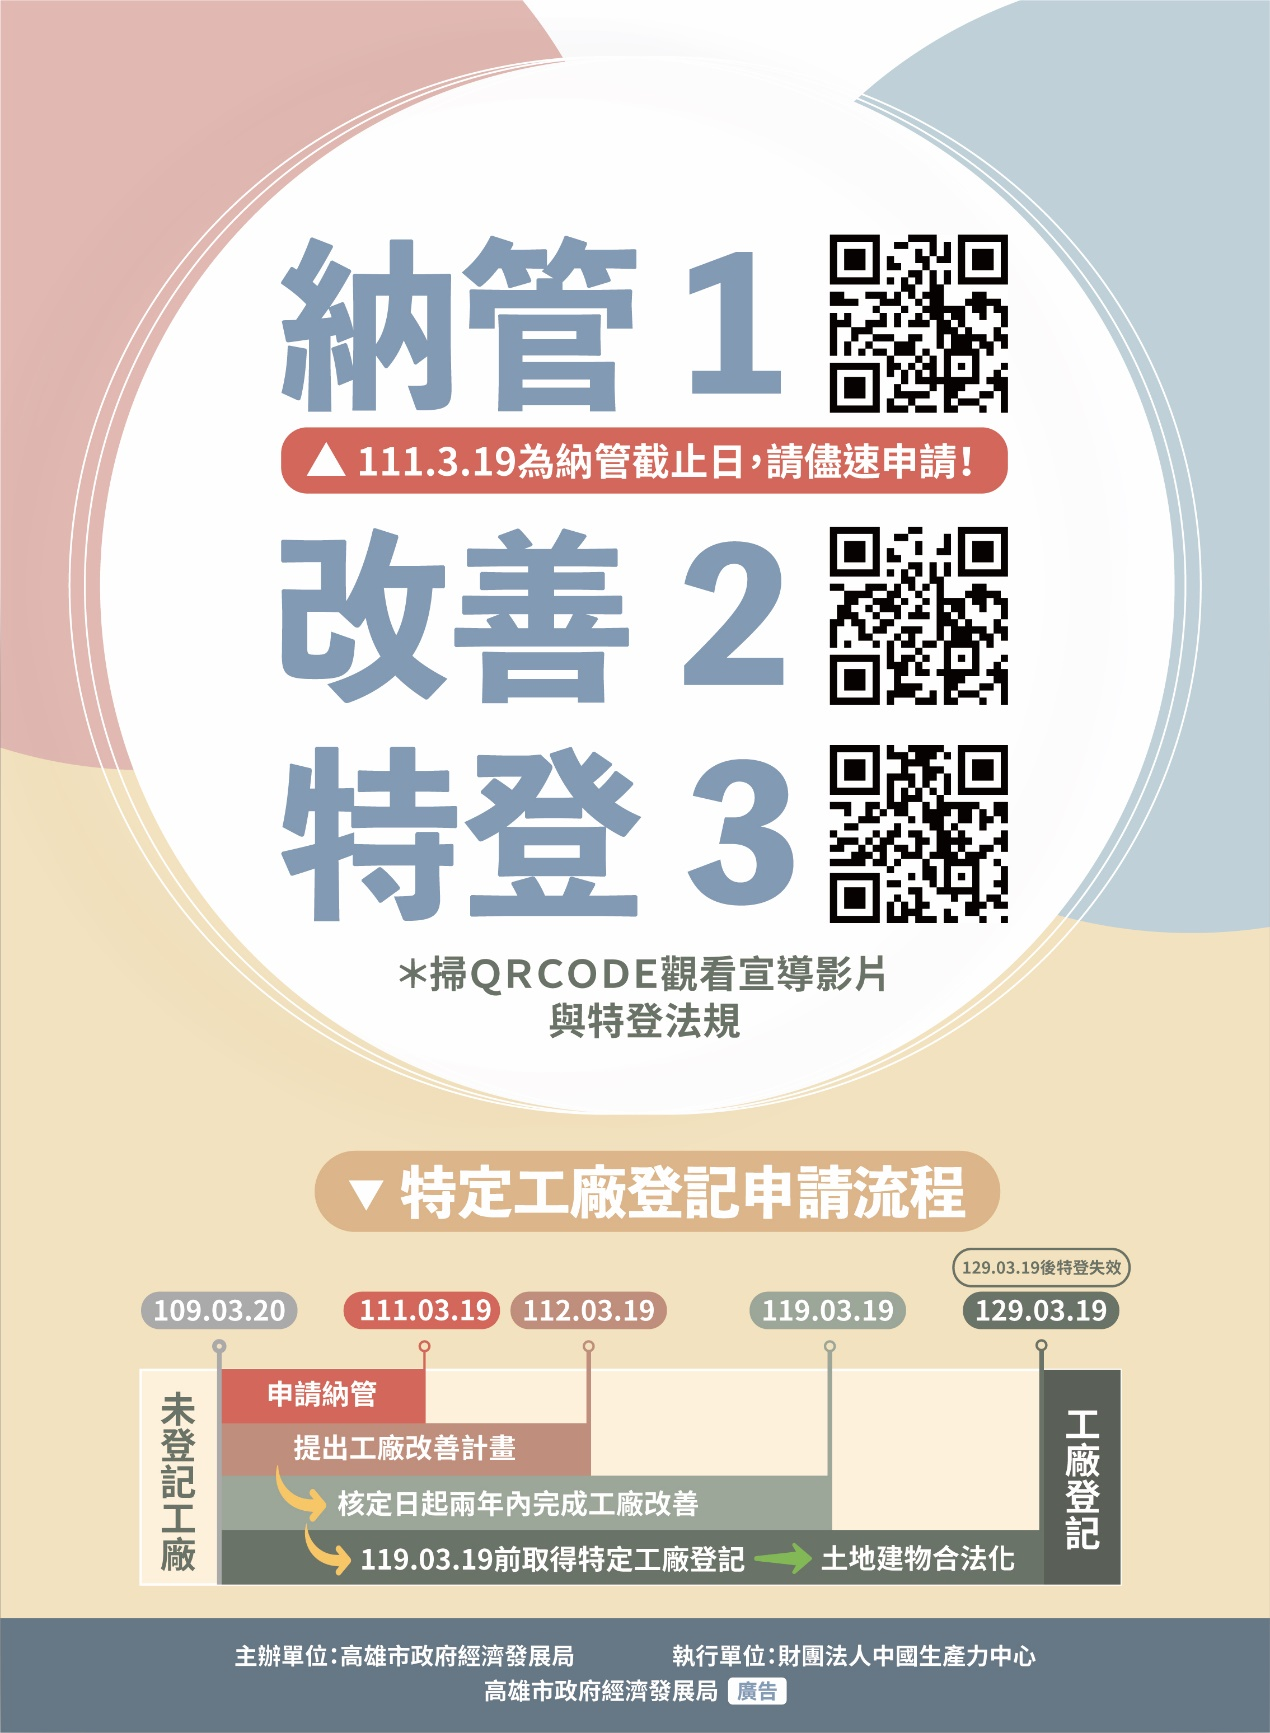 納管 1
▲ 111.3.19為納管截止日，請儘速申請！
改善 2
特登 3
＊掃QRCODE觀看宣導影片
與特登法規
▼ 特定工廠登記申請流程
129.03.19後特登失效
109.03.20
111.03.19
112.03.19
119.03.19
129.03.19
未登記工廠
申請納管
提出工廠改善計畫
核定日起兩年內完成工廠改善
119.03.19前取得特定工廠登記
土地建物合法化
工廠登記
主辦單位：高雄市政府經濟發展局
執行單位：財團法人中國生產力中心
高雄市政府經濟發展局 廣告